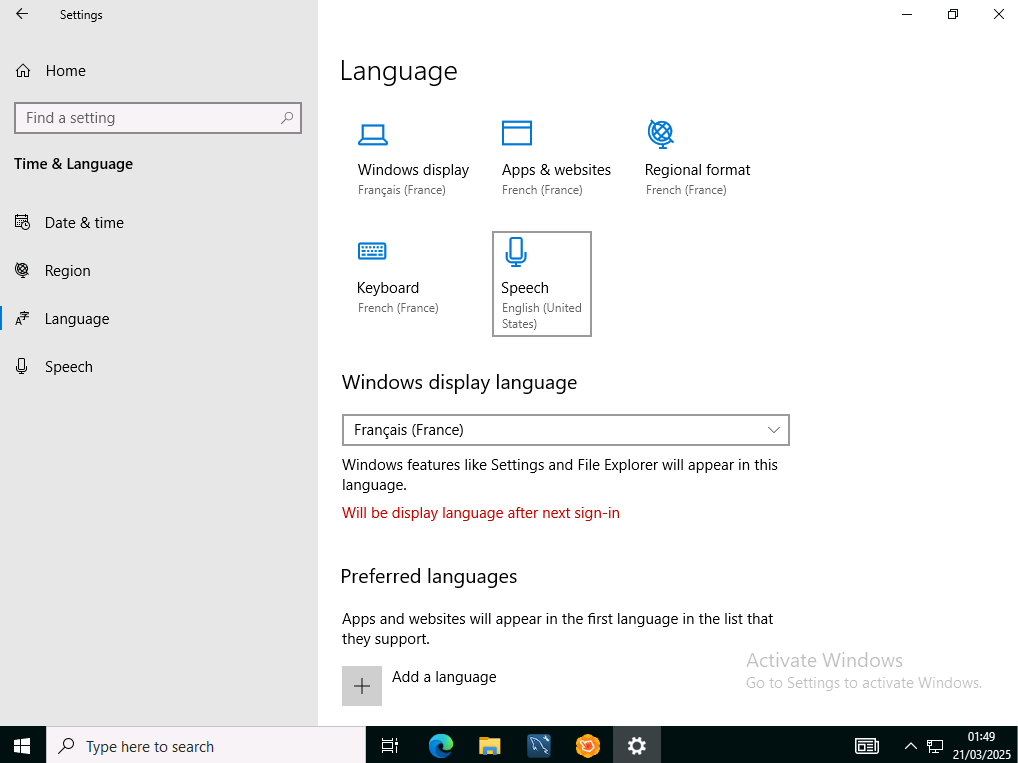 Settings
Home
Find a setting
Time & Language
Date & time
Region
Language
Speech
Language
Windows display
Français (France)
Apps & websites
French (France)
Regional format
French (France)
Keyboard
French (France)
Speech
English (United
States)
Windows display language
Français (France)
Windows features like Settings and File Explorer will appear in this
language.
Will be display language after next sign-in
Preferred languages
Apps and websites will appear in the first language in the list that
they support.
Add a language
Activate Windows
Go to Settings to activate Windows.
Type here to search
01:49
21/03/2025